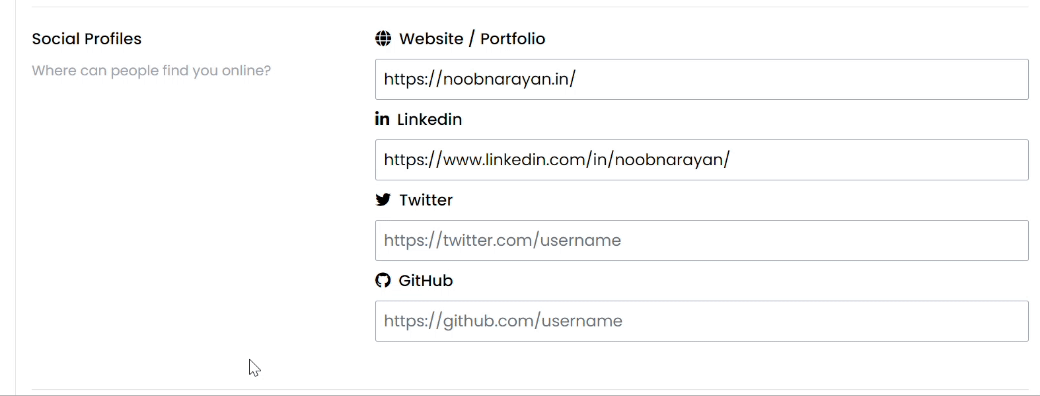 Social Profiles
Where can people find you online?
Website / Portfolio
https://noobnarayan.in/
Linkedin
https://www.linkedin.com/in/noobnarayan/
Twitter
https://twitter.com/username
GitHub
https://github.com/username